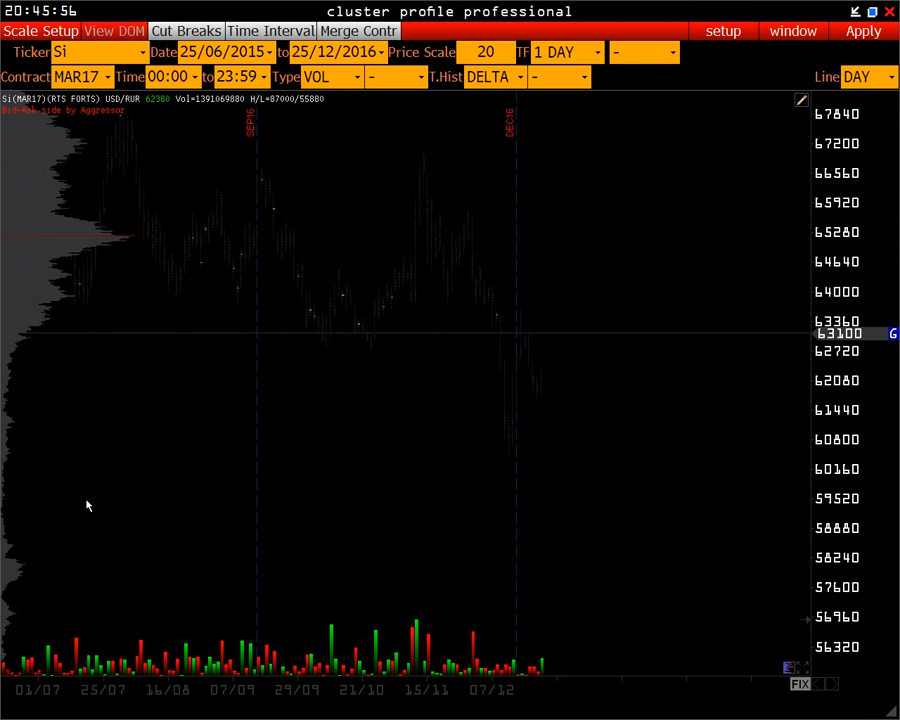 20:45:56 cluster profile professional
Scale Setup View DOM Cut Breaks Time Interval Merge Contr setup window Apply
Ticker Si Date 25/06/2015 to 25/12/2016 Price Scale 20 TF 1 DAY -
Contract MAR17 Time 00:00 to 23:59 Type VOL - T.Hist DELTA - Line DAY
Si(MAR17)(RTS FORTS) USD/RUR 62380 Vol=1391069880 H/L=87000/55880
Bid-Ask side by Aggressor
SEP16
DEC16
67840
67200
66560
65920
65280
64640
64000
63360
63100 G
62720
62080
61440
60800
60160
59520
58880
58240
57600
56960
56320
FIX
01/07 25/07 16/08 07/09 29/09 21/10 15/11 07/12